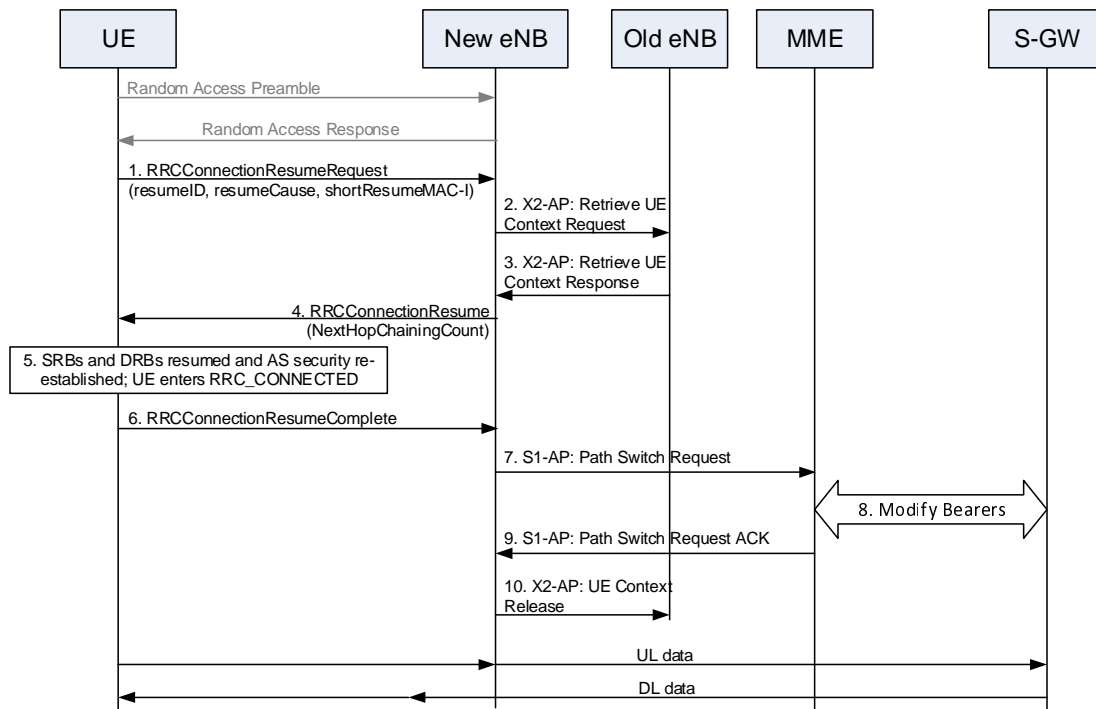 UE
New eNB
Old eNB
MME
S-GW
Random Access Preamble
Random Access Response
1. RRCConnectionResumeRequest
(resumeID, resumeCause, shortResumeMAC-I)
2. X2-AP: Retrieve UE
Context Request
3. X2-AP: Retrieve UE
Context Response
4. RRCConnectionResume
(NextHopChainingCount)
5. SRBs and DRBs resumed and AS security re-
established; UE enters RRC_CONNECTED
6. RRCConnectionResumeComplete
7. S1-AP: Path Switch Request
8. Modify Bearers
9. S1-AP: Path Switch Request ACK
10. X2-AP: UE Context
Release
UL data
DL data